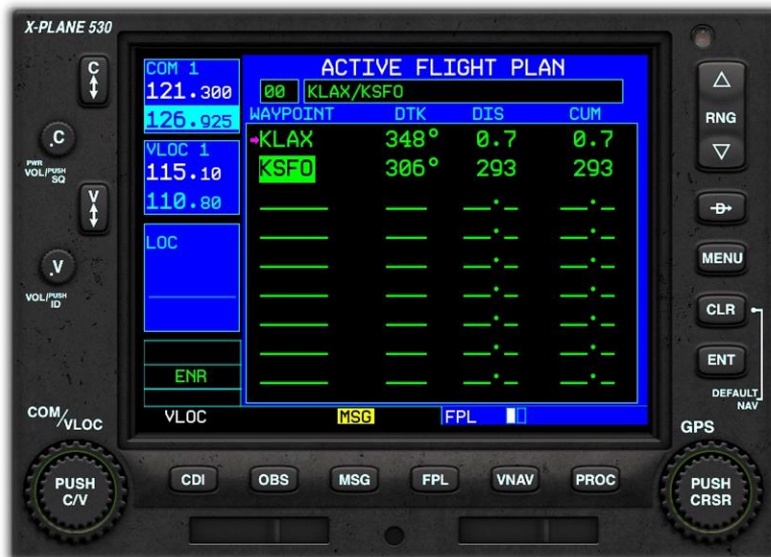 X-PLANE 530
COM 1
121.300
126.925
VLOC 1
115.10
110.80
LOC
ENR
VLOC
ACTIVE FLIGHT PLAN
00 KLAX/KSFO
WAYPOINT DTK DIS CUM
KLAX 348° 0.7 0.7
KSFO 306° 293 293
MSG
FPL
C
.C
PWR
VOL/PUSH SQ
V
.V
VOL/PUSH ID
COM/VLOC
PUSH
C/V
CDI OBS MSG FPL VNAV PROC
RNG
D
MENU
CLR
ENT
DEFAULT
NAV
GPS
PUSH
CRSR